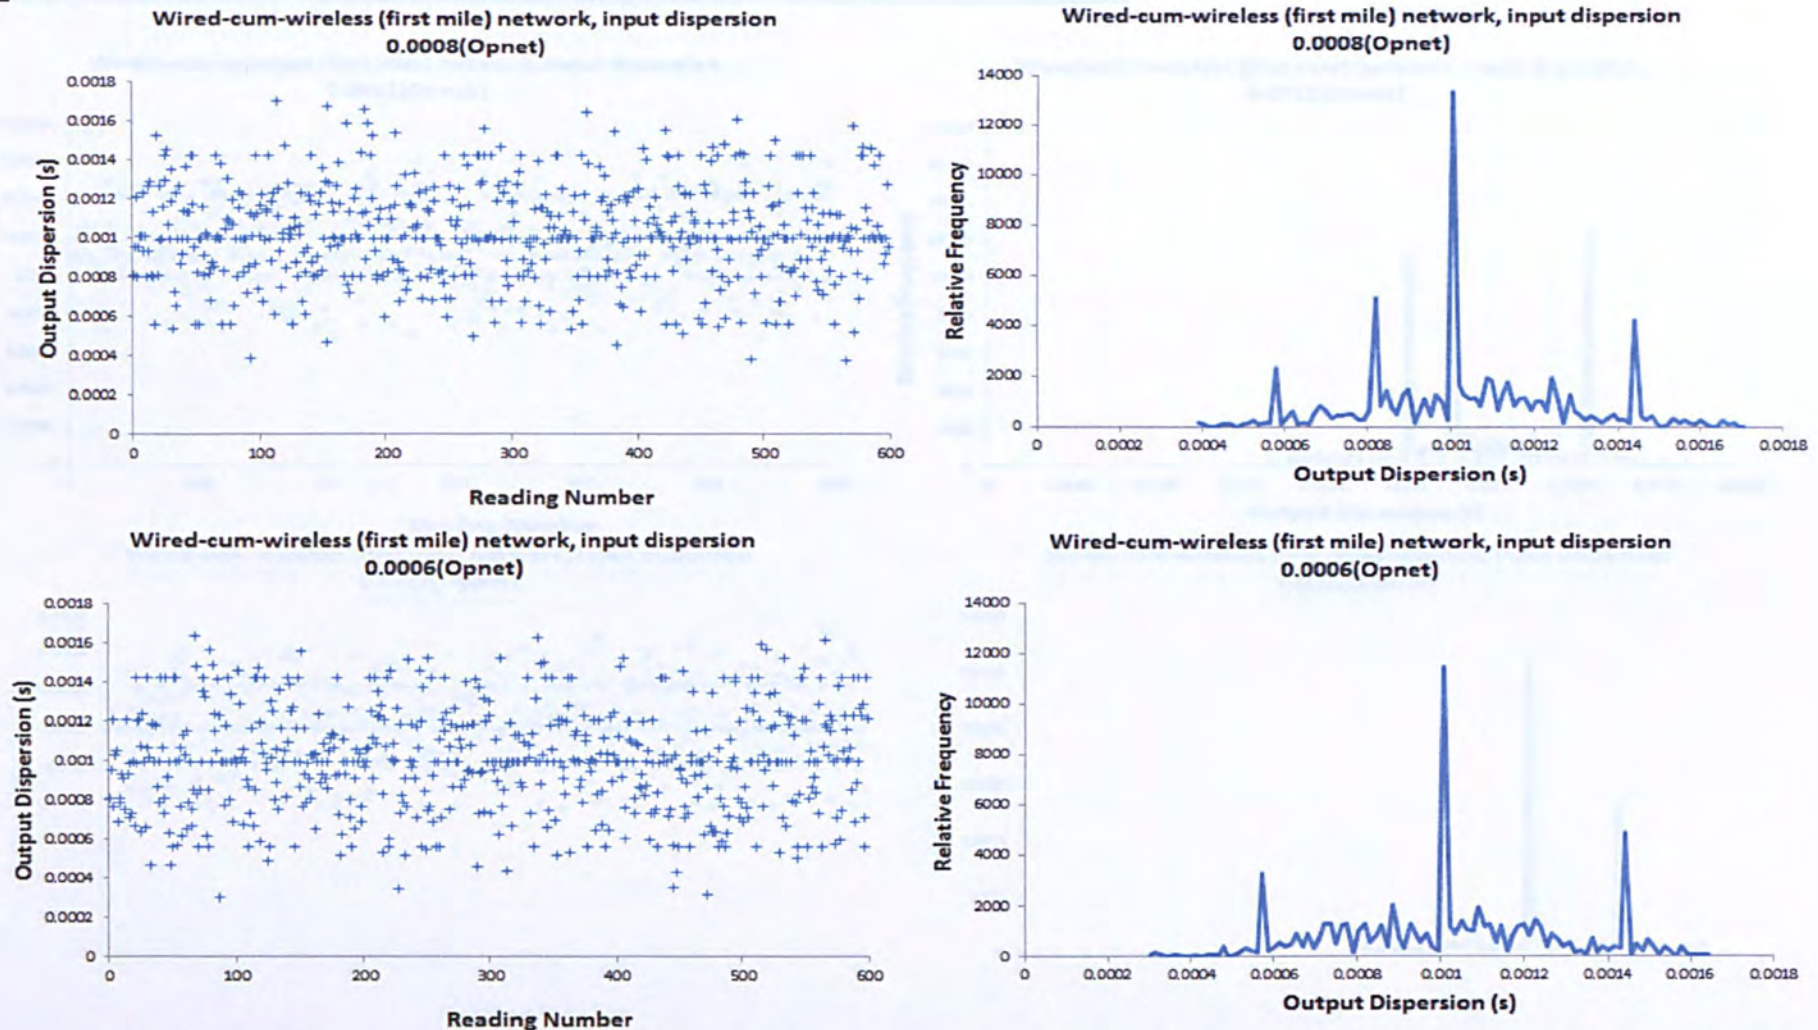 Wired-cum-wireless (first mile) network, input dispersion
0.0008(Opnet)
Output Dispersion (s)
0.0018
0.0016
0.0014
0.0012
0.001
0.0008
0.0006
0.0004
0.0002
0
0 100 200 300 400 500 600
Reading Number
Wired-cum-wireless (first mile) network, input dispersion
0.0008(Opnet)
Relative Frequency
14000
12000
10000
8000
6000
4000
2000
0
0 0.0002 0.0004 0.0006 0.0008 0.001 0.0012 0.0014 0.0016 0.0018
Output Dispersion (s)
Wired-cum-wireless (first mile) network, input dispersion
0.0006(Opnet)
Output Dispersion (s)
0.0018
0.0016
0.0014
0.0012
0.001
0.0008
0.0006
0.0004
0.0002
0
0 100 200 300 400 500 600
Reading Number
Wired-cum-wireless (first mile) network, input dispersion
0.0006(Opnet)
Relative Frequency
14000
12000
10000
8000
6000
4000
2000
0
0 0.0002 0.0004 0.0006 0.0008 0.001 0.0012 0.0014 0.0016 0.0018
Output Dispersion (s)